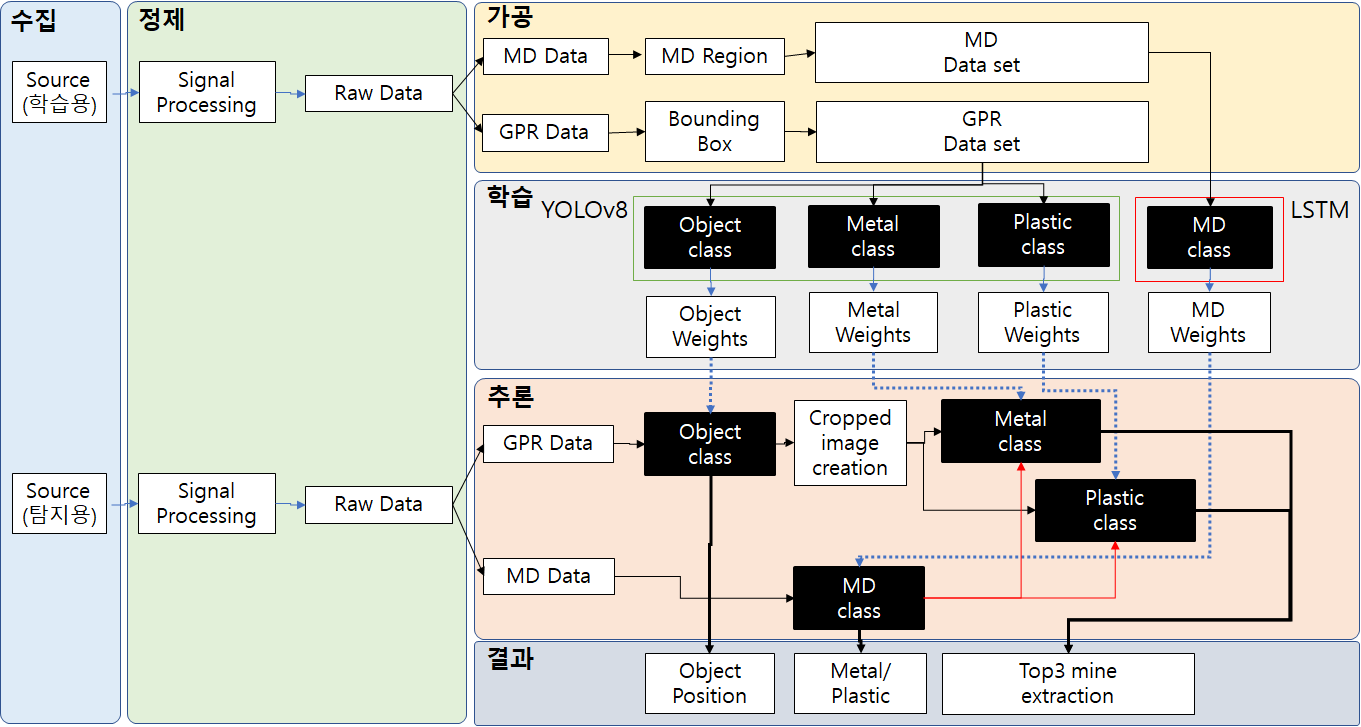 수집
Source
(학습용)
Source
(탐지용)
정제
Signal
Processing
Raw Data
Signal
Processing
Raw Data
가공
MD Data
MD Region
MD
Data set
GPR Data
Bounding
Box
GPR
Data set
학습
YOLOv8
Object
class
Metal
class
Plastic
class
MD
class
LSTM
Object
Weights
Metal
Weights
Plastic
Weights
MD
Weights
추론
GPR Data
Object
class
Cropped
image
creation
Metal
class
Plastic
class
MD Data
MD
class
결과
Object
Position
Metal/
Plastic
Top3 mine
extraction